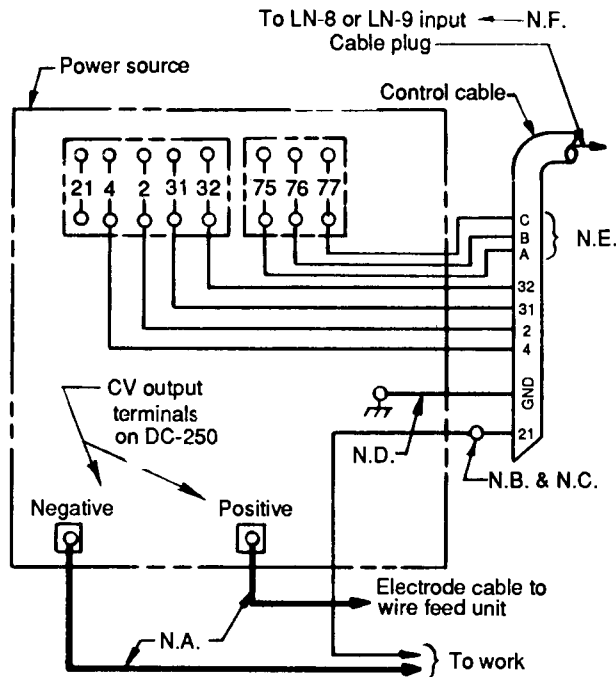 To LN-8 or LN-9 input N.F.
Cable plug
Power source
Control cable
21 4 2 31 32 75 76 77
C
B
A
N.E.
32
31
2
4
GND
21
CV output
terminals
on DC-250
N.D.
N.B. & N.C.
Negative Positive
Electrode cable to
wire feed unit
N.A.
To work